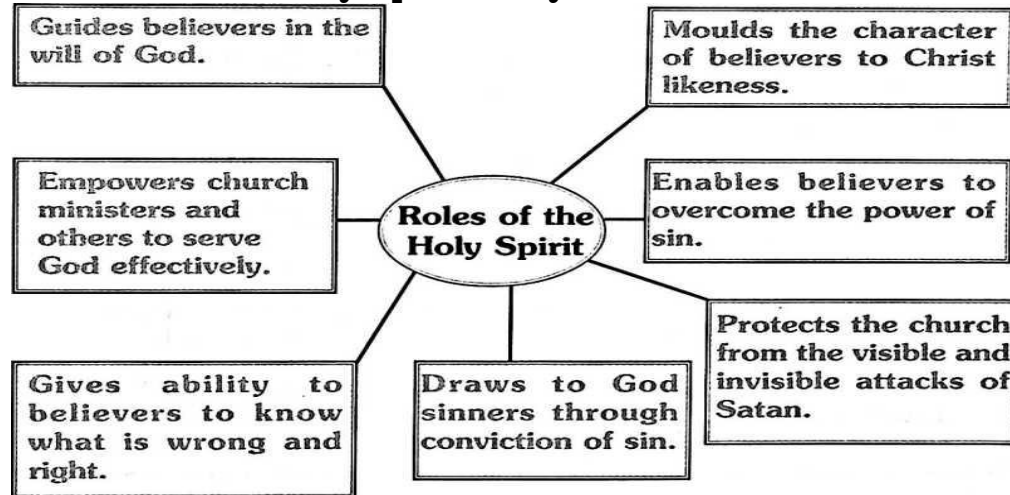 Guides believers in the
will of God.
Moulds the character
of believers to Christ
likeness.
Empowers church
ministers and
others to serve
God effectively.
Roles of the
Holy Spirit
Enables believers to
overcome the power of
sin.
Gives ability to
believers to know
what is wrong and
right.
Draws to God
sinners through
conviction of sin.
Protects the church
from the visible and
invisible attacks of
Satan.